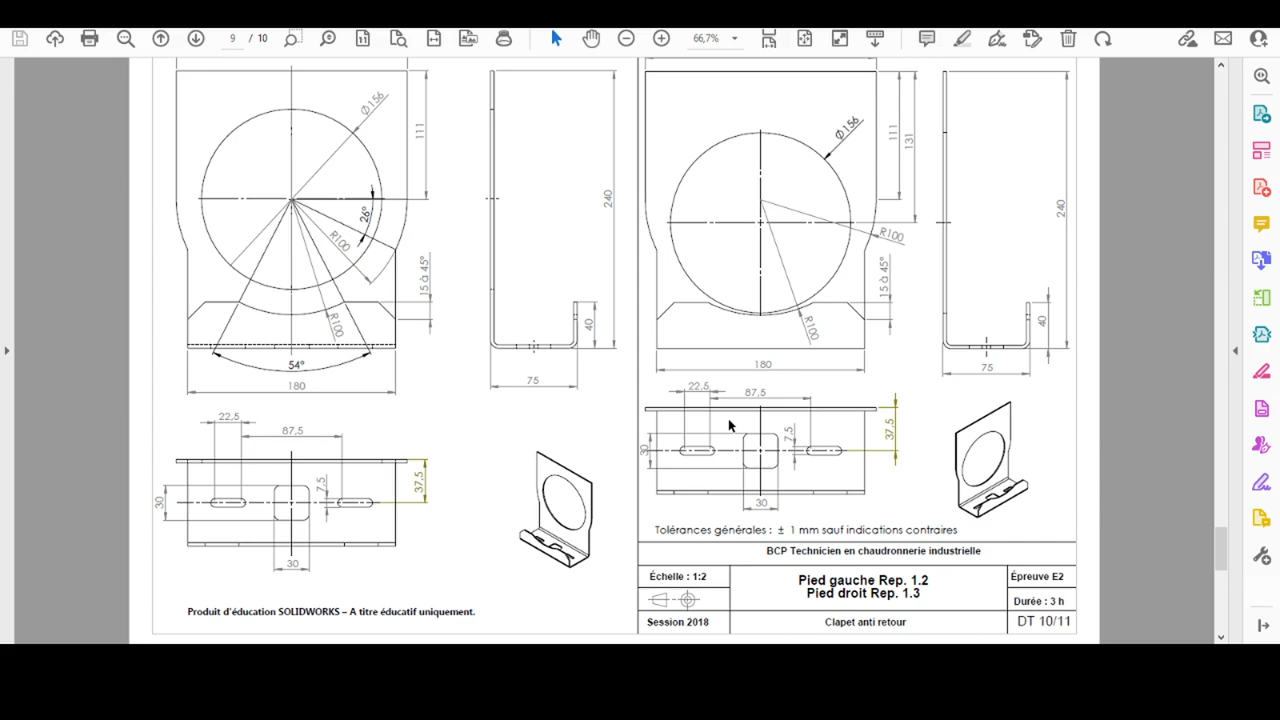 9 / 10
66,7%
Ø156
111
26°
R100
R100
15 à 45°
54°
180
240
40
75
Ø156
111
131
R100
R100
15 à 45°
180
240
40
75
22,5
87,5
7,5
30
30
37,5
22,5
87,5
7,5
30
30
37,5
Tolérances générales : ± 1 mm sauf indications contraires
BCP Technicien en chaudronnerie industrielle
Échelle : 1:2
Pied gauche Rep. 1.2
Pied droit Rep. 1.3
Épreuve E2
Durée : 3 h
Session 2018
Clapet anti retour
DT 10/11
Produit d'éducation SOLIDWORKS – A titre éducatif uniquement.